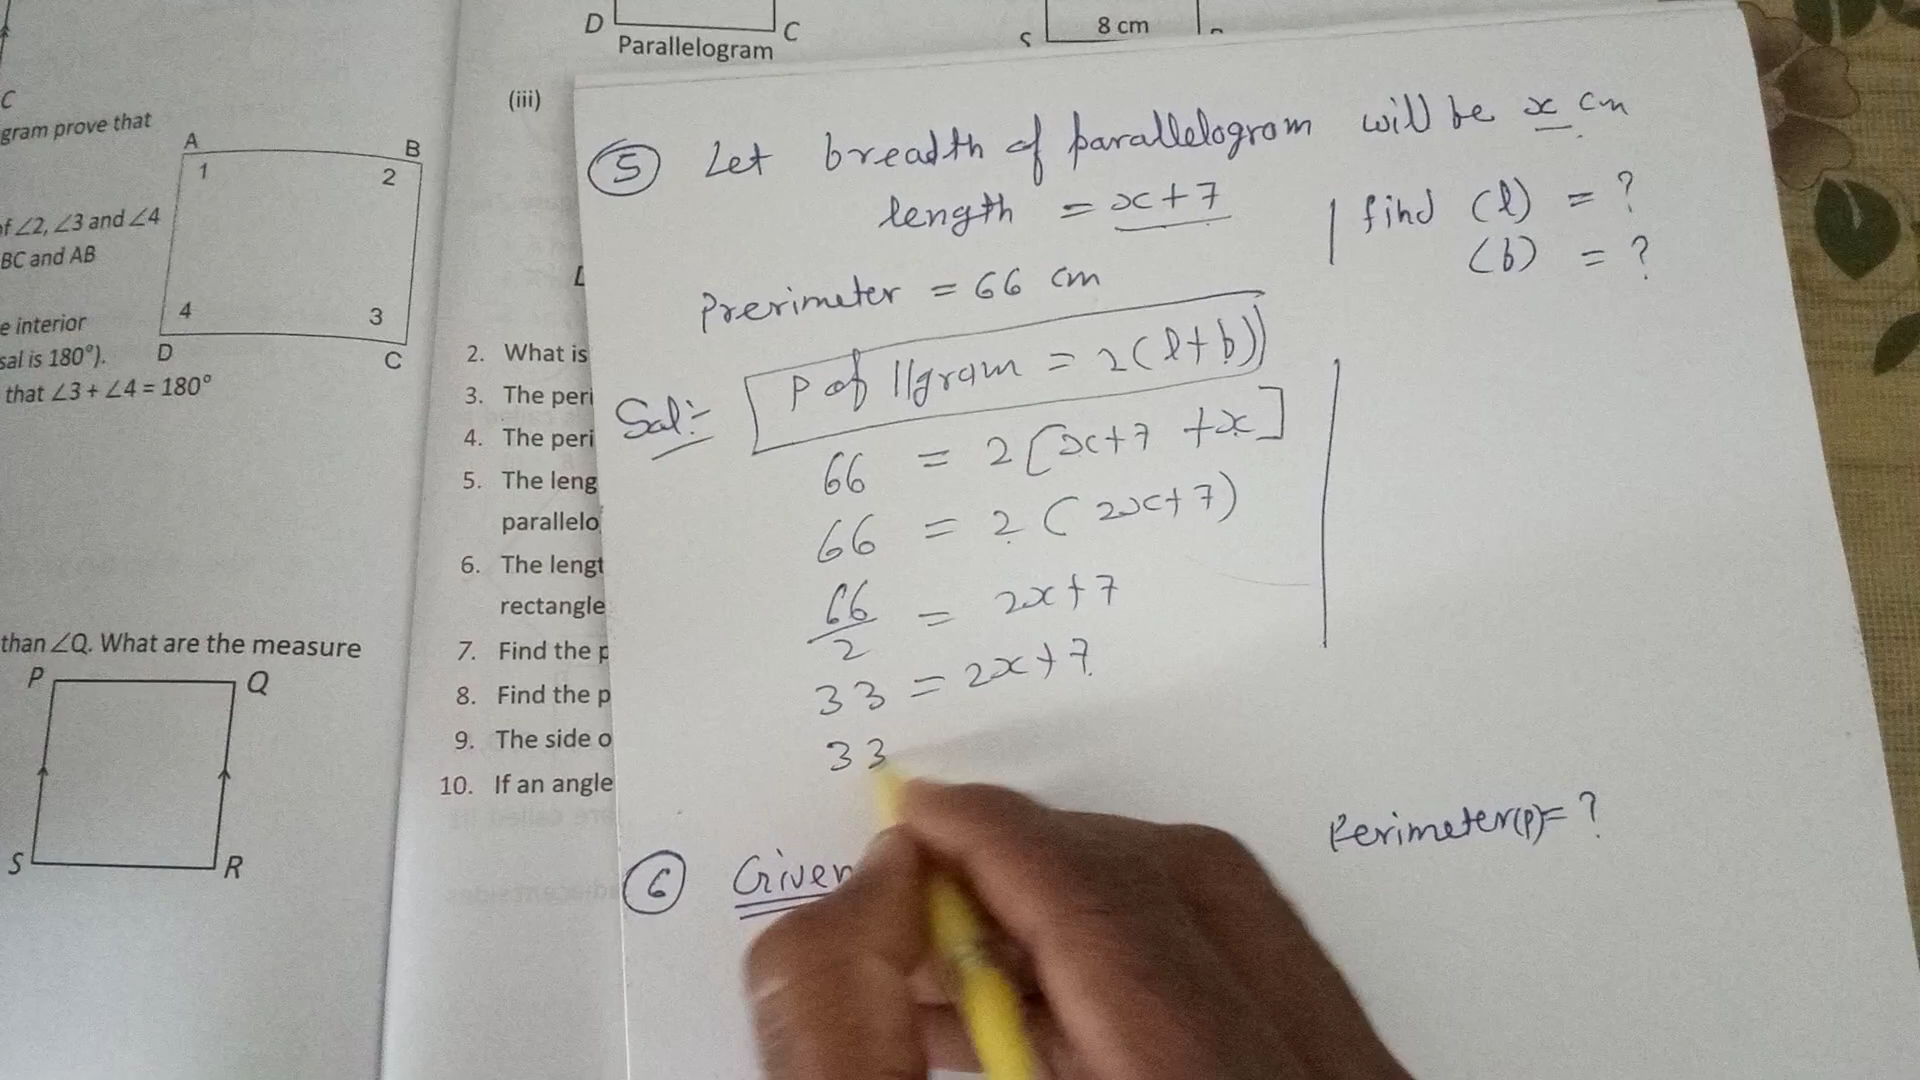 D
C
Parallelogram
S
8 cm
C
gram prove that
A
B
1
2
4
3
D
C
of ∠2, ∠3 and ∠4
BC and AB
e interior
sal is 180°).
that ∠3 + ∠4 = 180°
than ∠Q. What are the measure
P
Q
S
R
(iii)
2. What is
3. The peri
4. The peri
5. The leng
parallelo
6. The lengt
rectangle
7. Find the p
8. Find the p
9. The side o
10. If an angle
5 Let breadth of parallelogram will be x cm
length = x+7
find (l) = ?
(b) = ?
Prerimeter = 66 cm
Sol:- P of llgram = 2(l+b)
66 = 2[x+7 +x]
66 = 2(2x+7)
66/2 = 2x+7
33 = 2x+7
33
Perimeter(P)= ?
6 Given